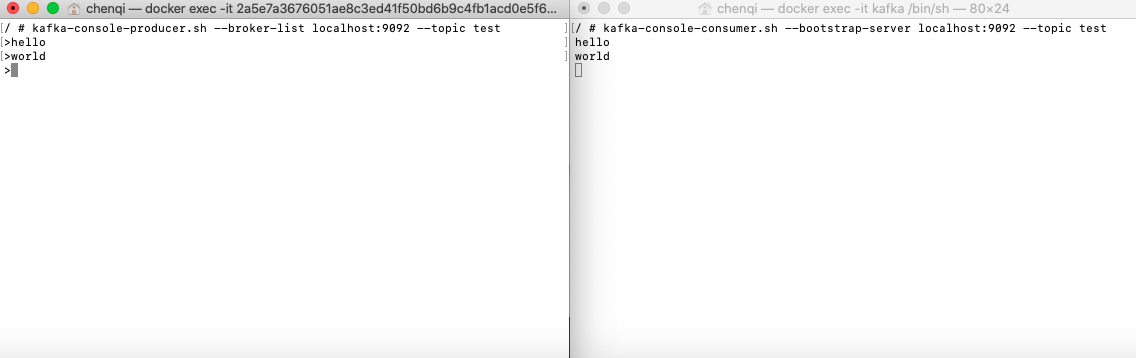 chenqi — docker exec -it 2a5e7a3676051ae8c3ed41f50bd6b9c4fb1acd0e5f6...
[/ # kafka-console-producer.sh --broker-list localhost:9092 --topic test ]
[>hello ]
[>world ]
>
chenqi — docker exec -it kafka /bin/sh — 80×24
[/ # kafka-console-consumer.sh --bootstrap-server localhost:9092 --topic test
hello
world